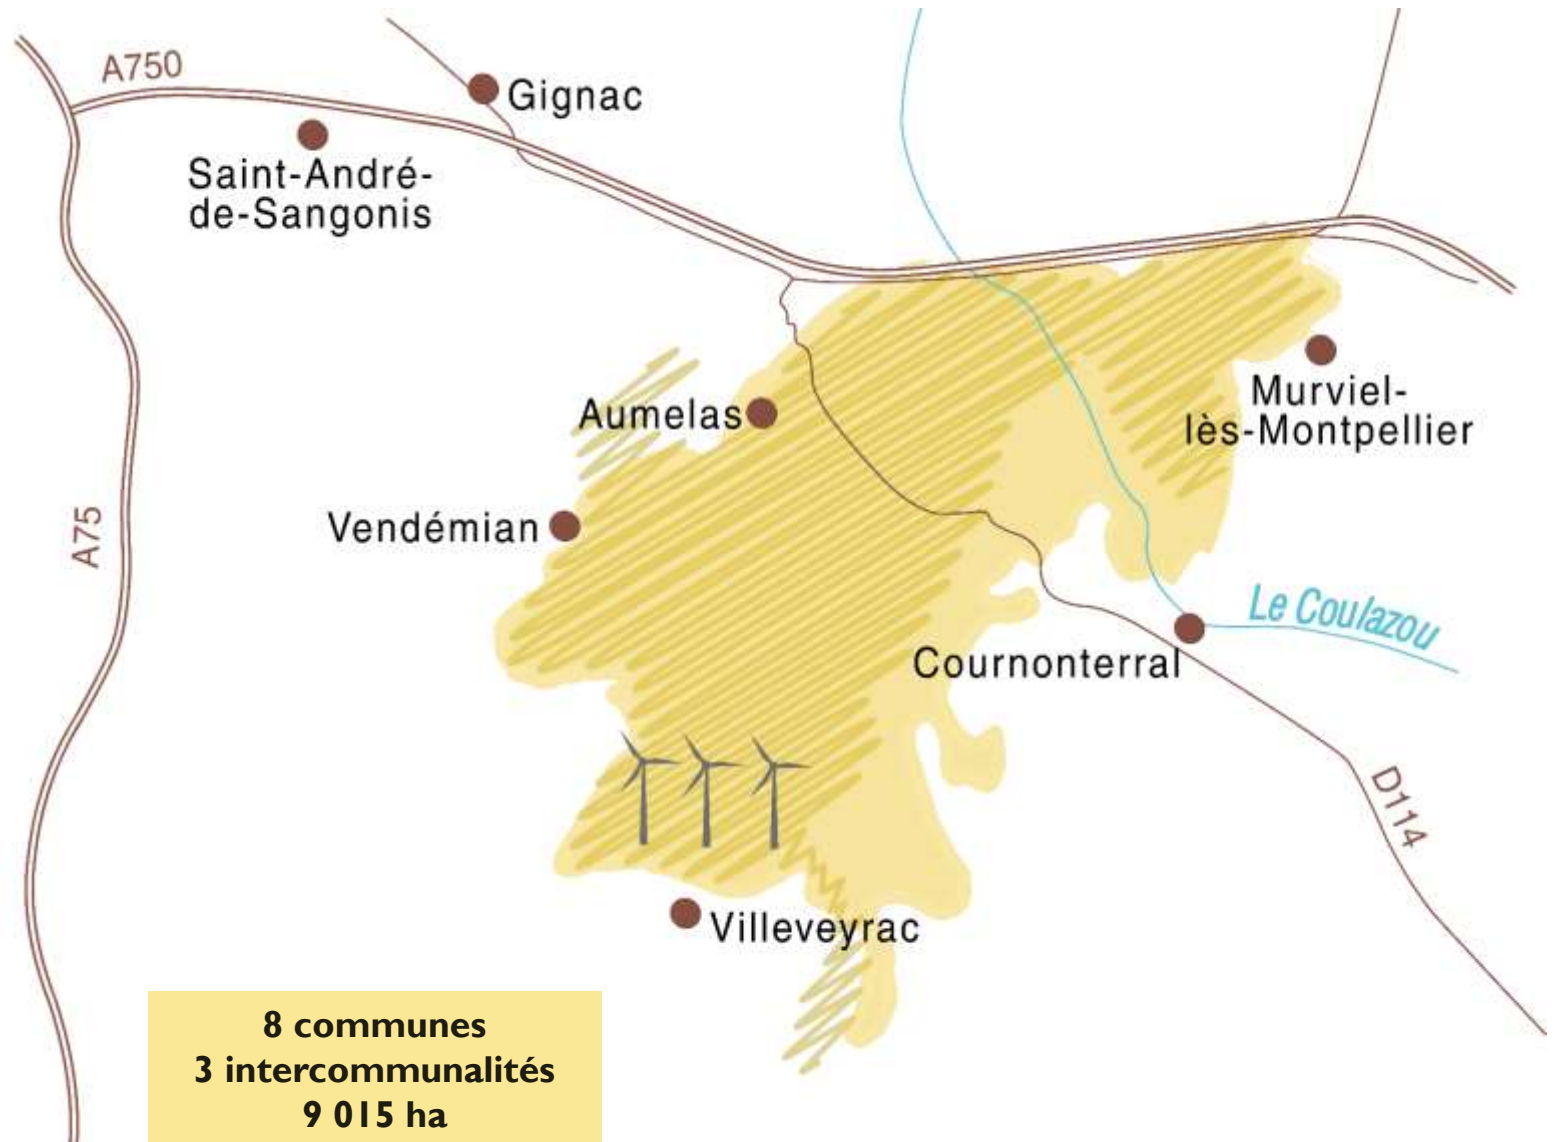 A750
Gignac
Saint-André-
de-Sangonis
Murviel-
lès-Montpellier
Aumelas
Vendémian
A75
Le Coulazou
Cournonterral
D114
Villeveyrac
8 communes
3 intercommunalités
9 015 ha